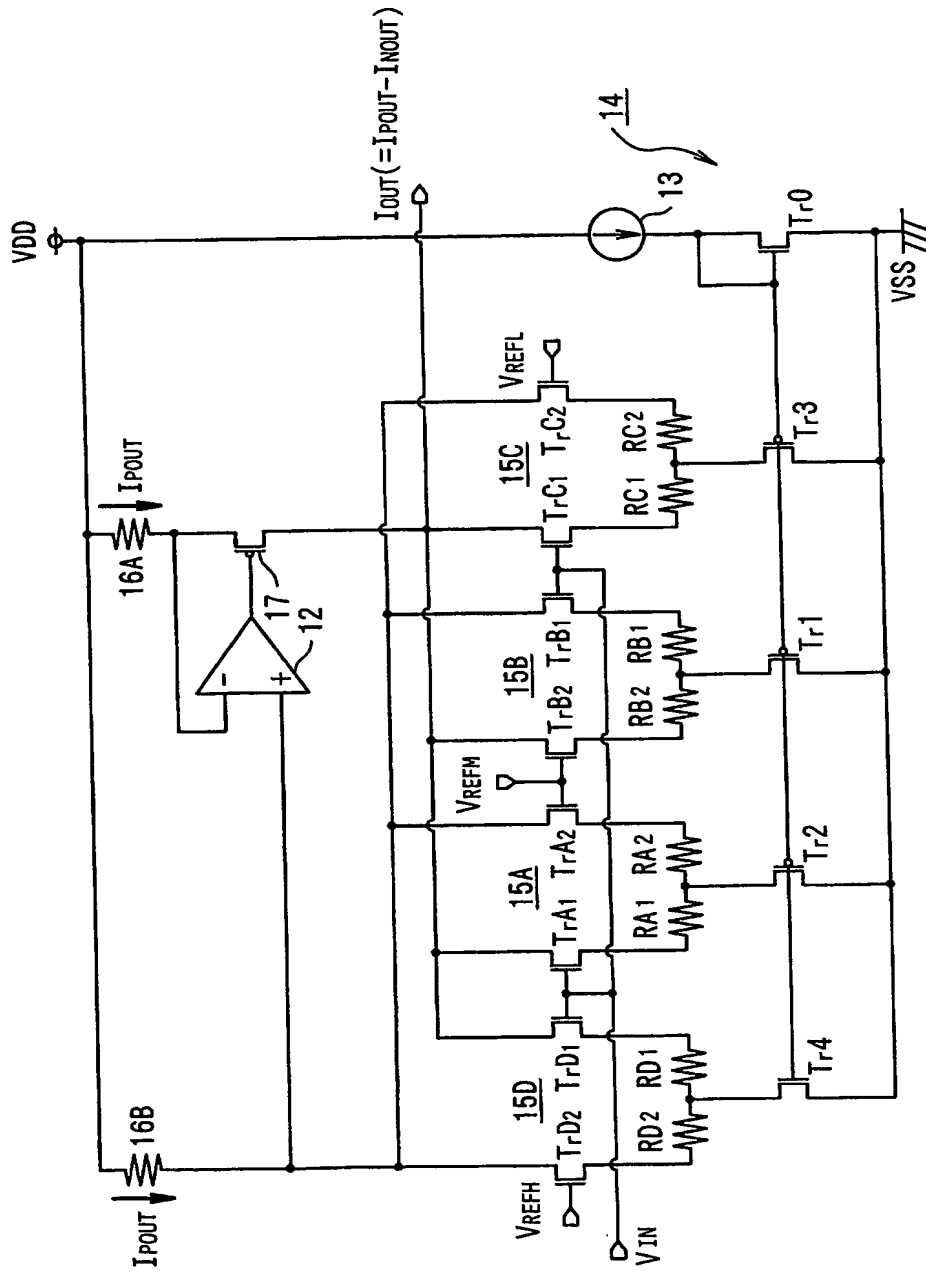 VDD
IPOUT
16B
16A
IPOUT
-
+
12
17
IOUT(=IPOUT-INOUT)
14
13
VREFH
VIN
15D
TrD2
TrD1
15A
TrA1
TrA2
VREFM
15B
TrB2
TrB1
15C
TrC1
TrC2
VREFL
RD2
RD1
RA1
RA2
RB2
RB1
RC1
RC2
Tr4
Tr2
Tr1
Tr3
Tr0
VSS